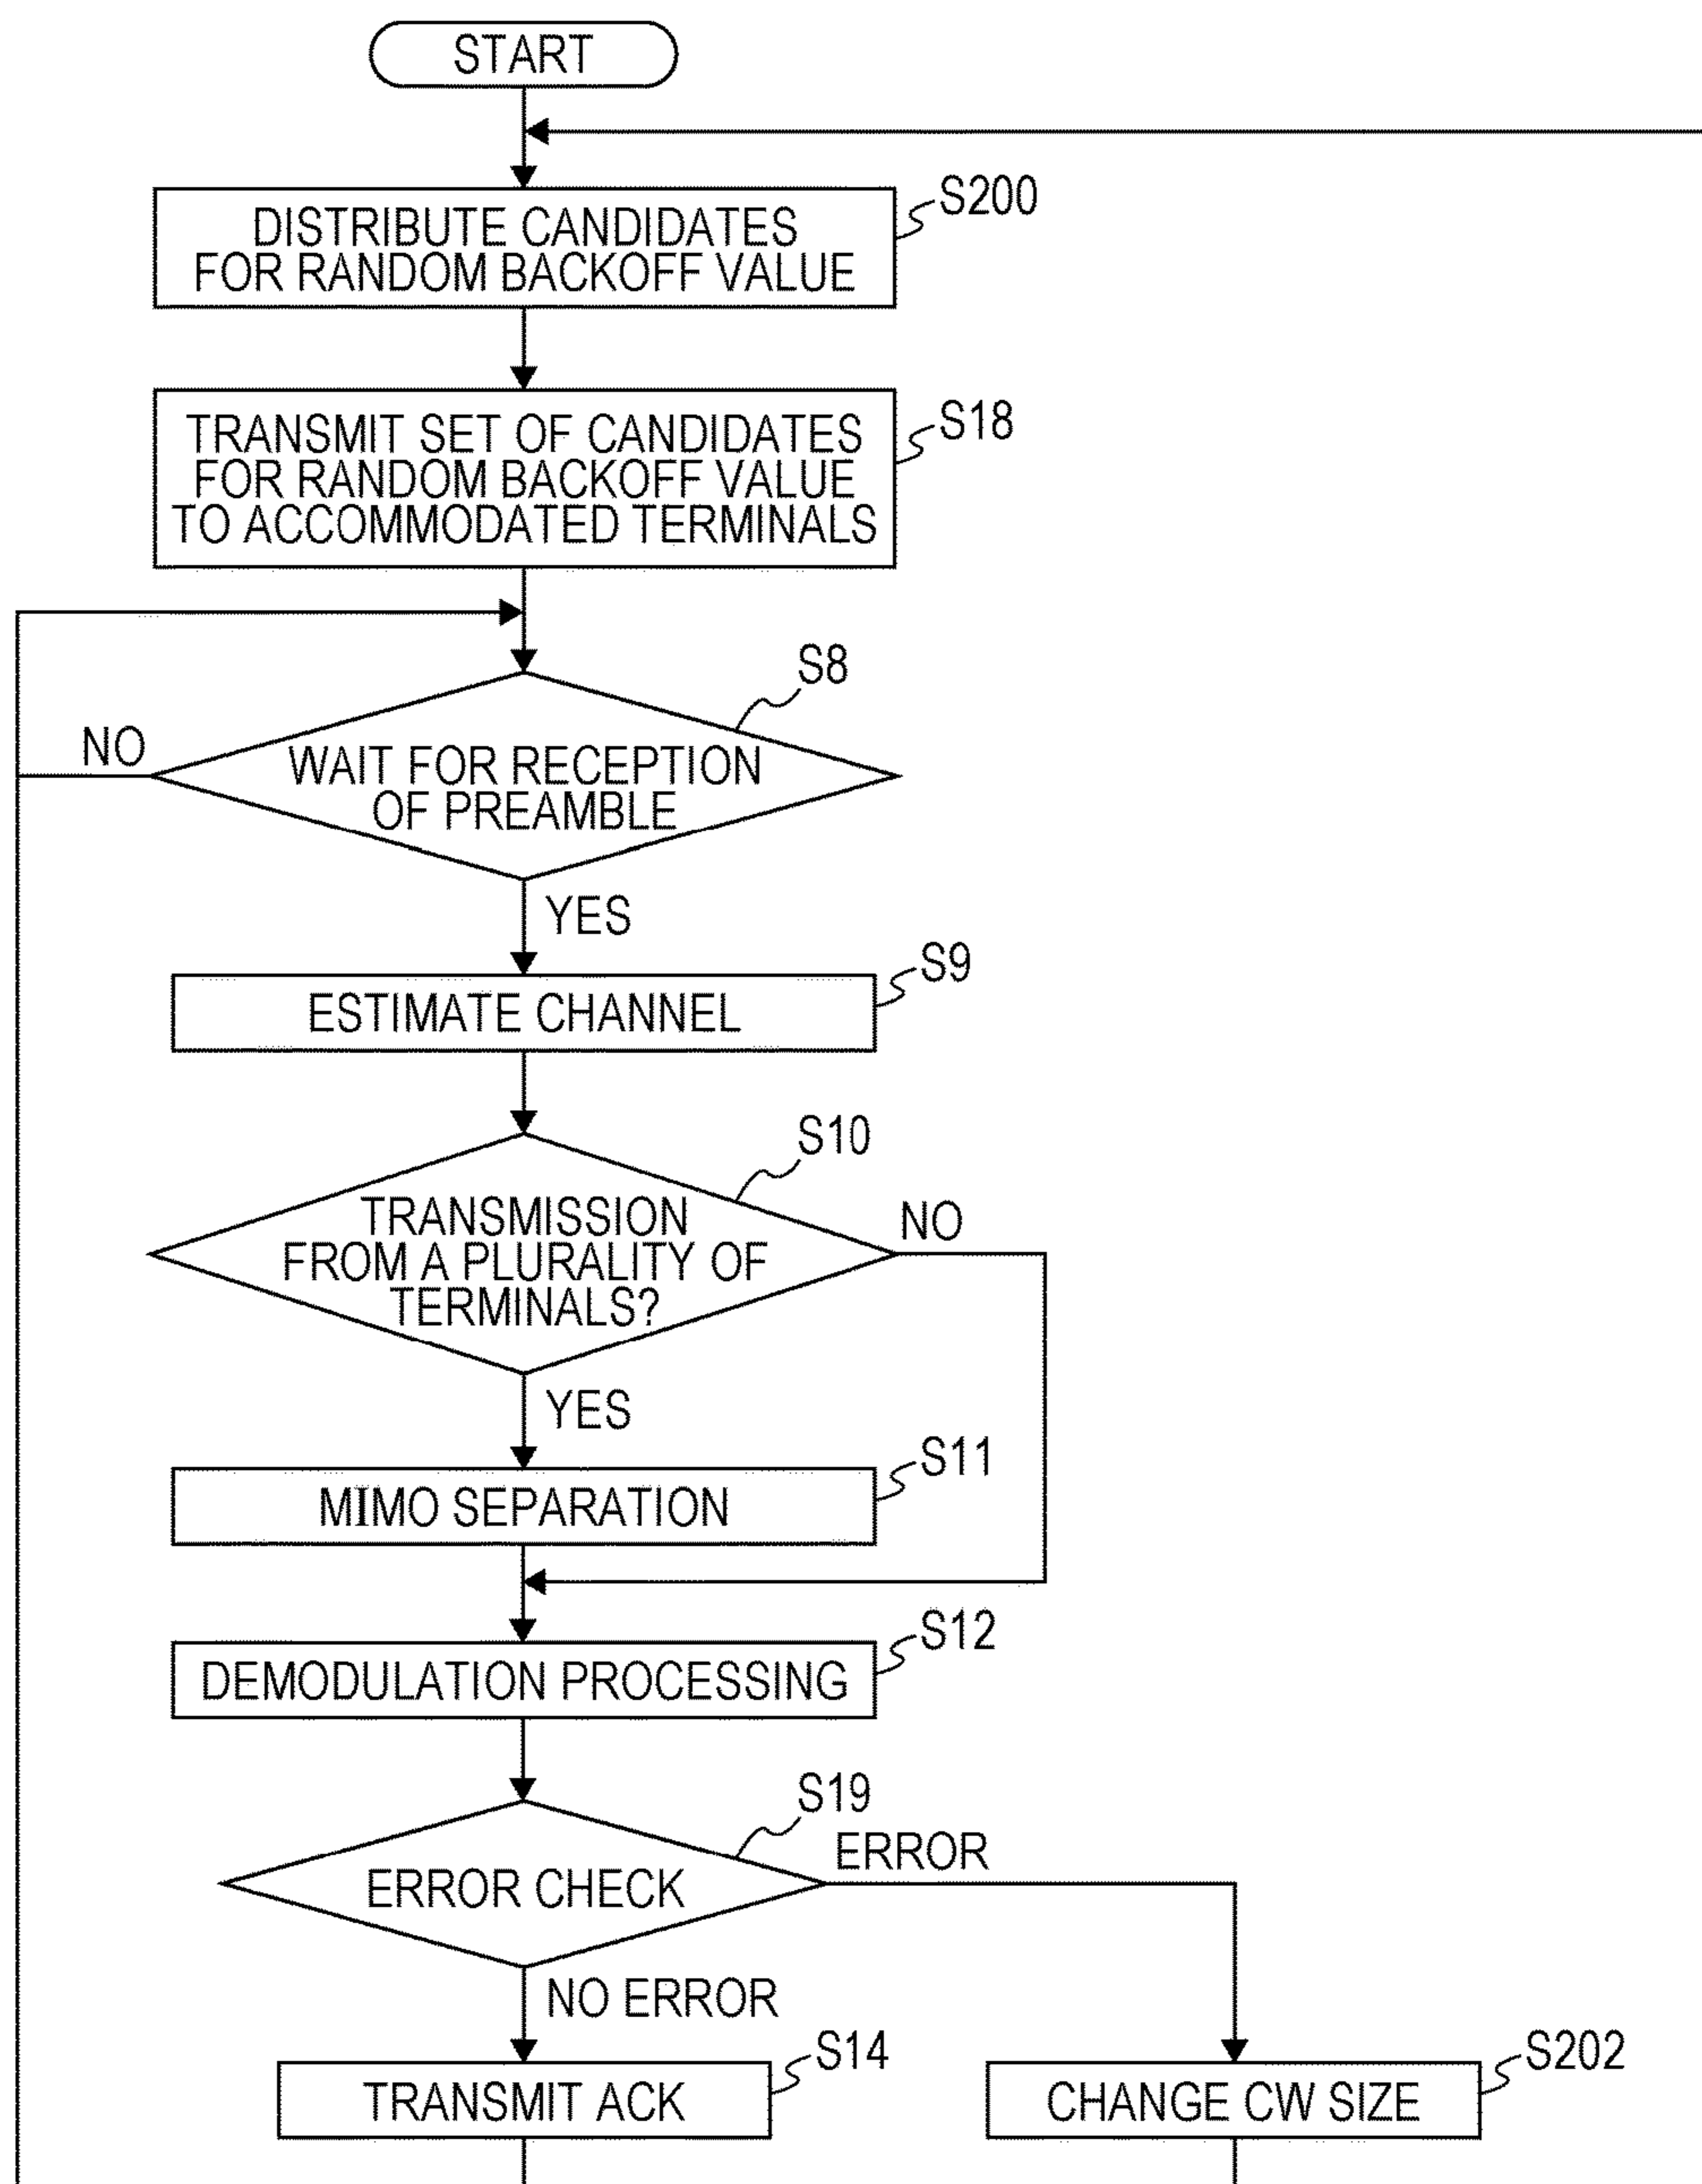 START
S200
DISTRIBUTE CANDIDATES
FOR RANDOM BACKOFF VALUE
S18
TRANSMIT SET OF CANDIDATES
FOR RANDOM BACKOFF VALUE
TO ACCOMMODATED TERMINALS
S8
NO
WAIT FOR RECEPTION
OF PREAMBLE
YES
S9
ESTIMATE CHANNEL
S10
TRANSMISSION
FROM A PLURALITY OF
TERMINALS?
NO
YES
S11
MIMO SEPARATION
S12
DEMODULATION PROCESSING
S19
ERROR CHECK
ERROR
NO ERROR
S14
TRANSMIT ACK
S202
CHANGE CW SIZE